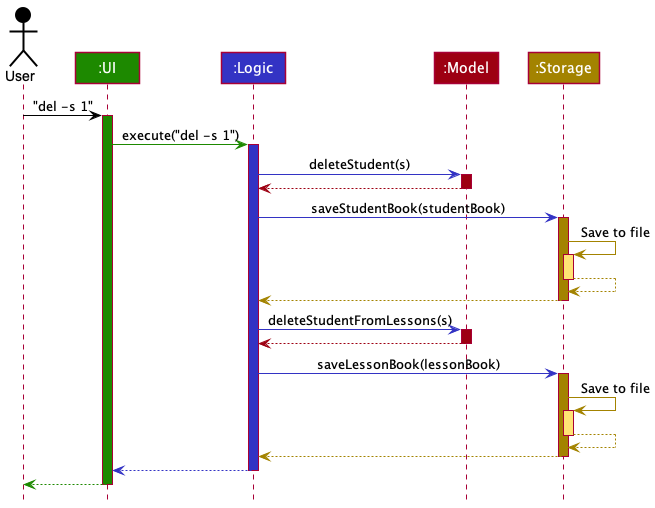 User
:UI
:Logic
:Model
:Storage
"del -s 1"
execute("del -s 1")
deleteStudent(s)
saveStudentBook(studentBook)
Save to file
deleteStudentFromLessons(s)
saveLessonBook(lessonBook)
Save to file